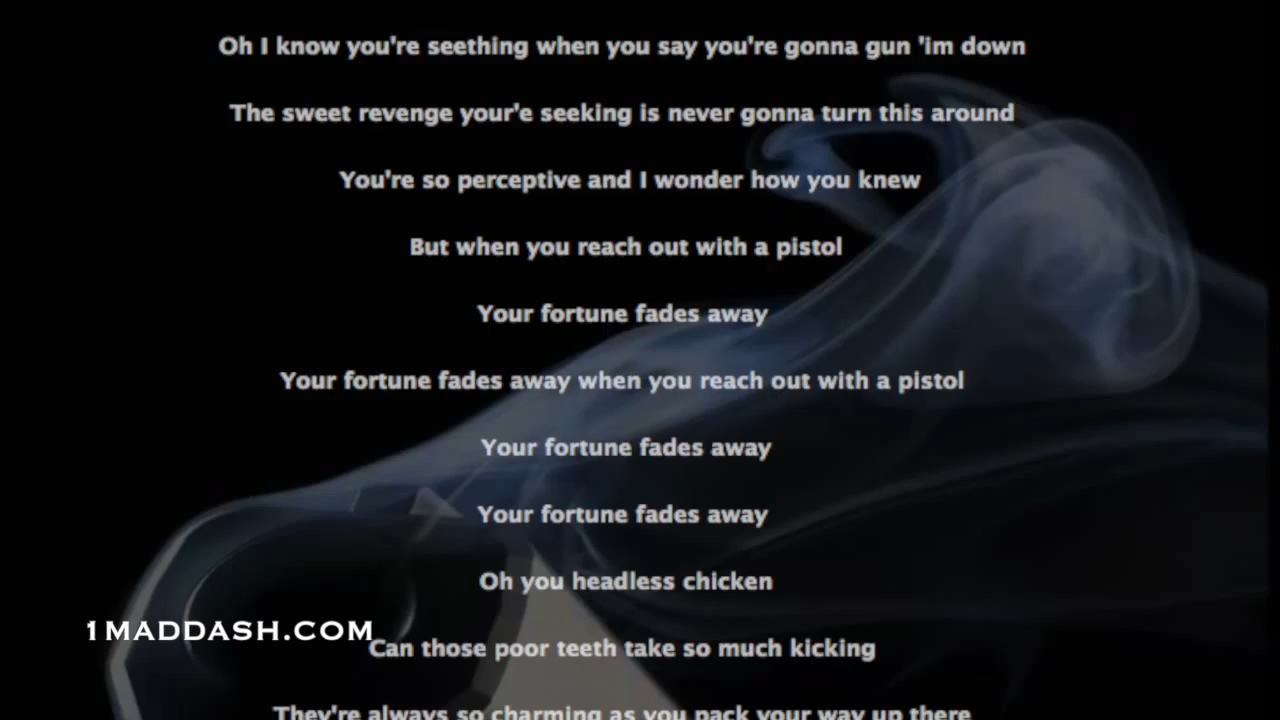 Oh I know you're seething when you say you're gonna gun 'im down
The sweet revenge your'e seeking is never gonna turn this around
You're so perceptive and I wonder how you knew
But when you reach out with a pistol
Your fortune fades away
Your fortune fades away when you reach out with a pistol
Your fortune fades away
Your fortune fades away
Oh you headless chicken
1MADDASH.COM
Can those poor teeth take so much kicking
They're always so charming as you pack your way up there